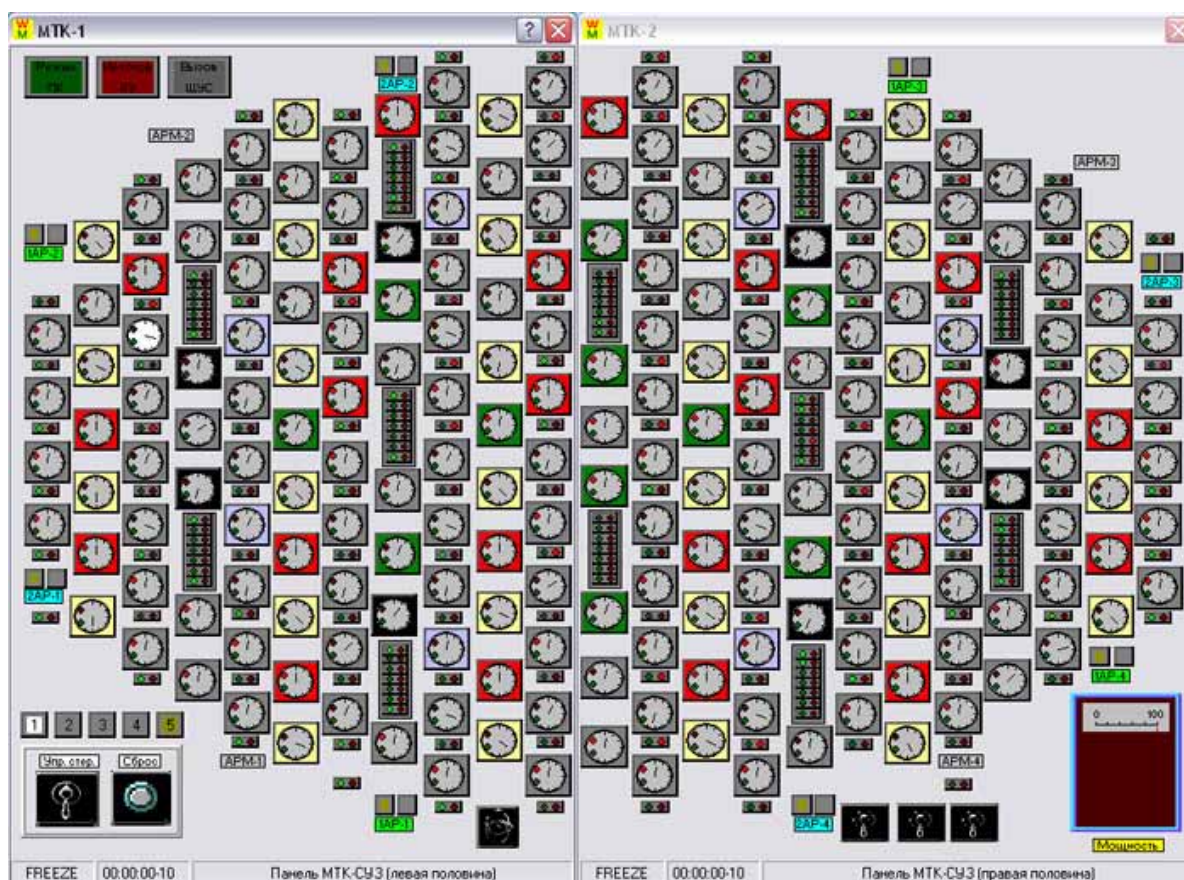 МТК-1
МТК-2
Вызов
ШУС
2АР-2
1АР-3
АРМ-2
АРМ-3
1АР-2
2АР-3
2АР-1
1АР-4
1 2 3 4 5
АРМ-1
АРМ-4
Упр. стер.
Сброс
0 100
1АР-1
2АР-4
Мощность
FREEZE
00:00:00-10
Панель МТК-СУЗ (левая половина)
FREEZE
00:00:00-10
Панель МТК-СУЗ (правая половина)